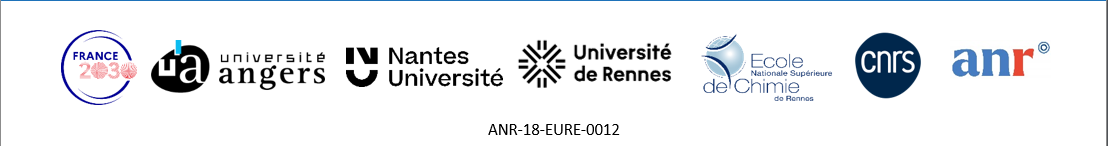 FRANCE
2030
ua
université
angers
Nantes
Université
Université
de Rennes
Ecole
Nationale Supérieure
de Chimie
de Rennes
cnrs
anr
ANR-18-EURE-0012